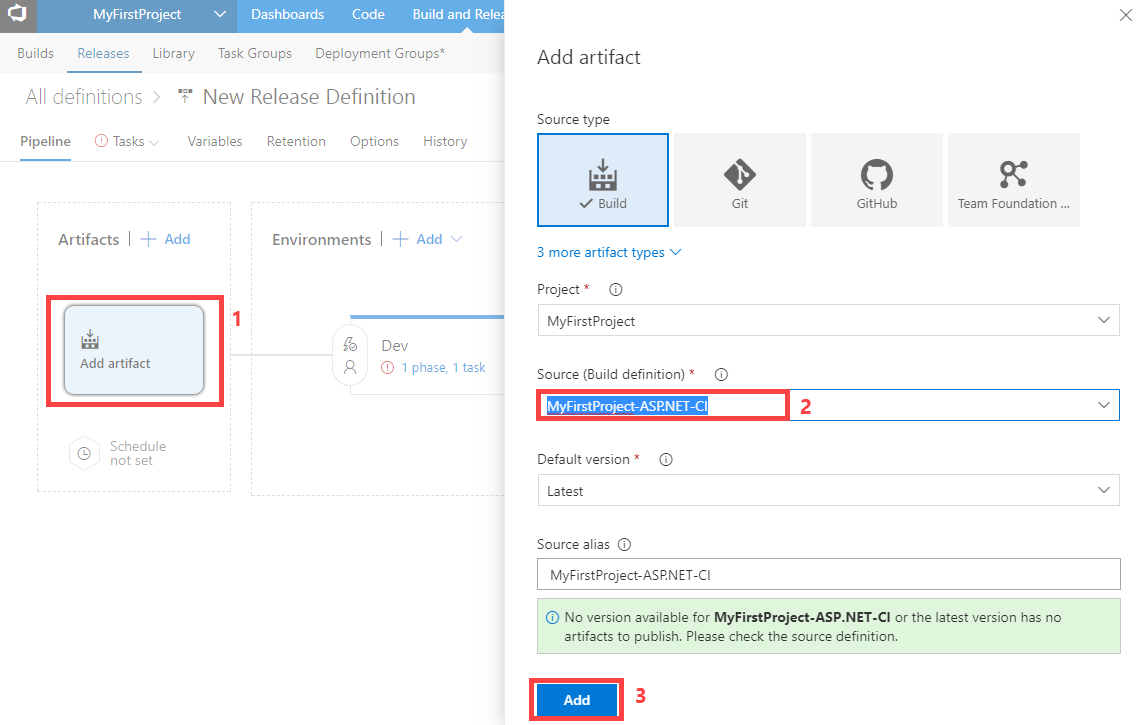 MyFirstProject
Dashboards
Code
Build and Relea
Builds
Releases
Library
Task Groups
Deployment Groups*
All definitions > New Release Definition
Pipeline
Tasks
Variables
Retention
Options
History
Artifacts | + Add
Add artifact
1
Schedule
not set
Environments | + Add
Dev
1 phase, 1 task
Add artifact
Source type
Build
Git
GitHub
Team Foundation ...
3 more artifact types
Project *
MyFirstProject
Source (Build definition) *
MyFirstProject-ASP.NET-CI
2
Default version *
Latest
Source alias
MyFirstProject-ASP.NET-CI
No version available for MyFirstProject-ASP.NET-CI or the latest version has no
artifacts to publish. Please check the source definition.
Add
3